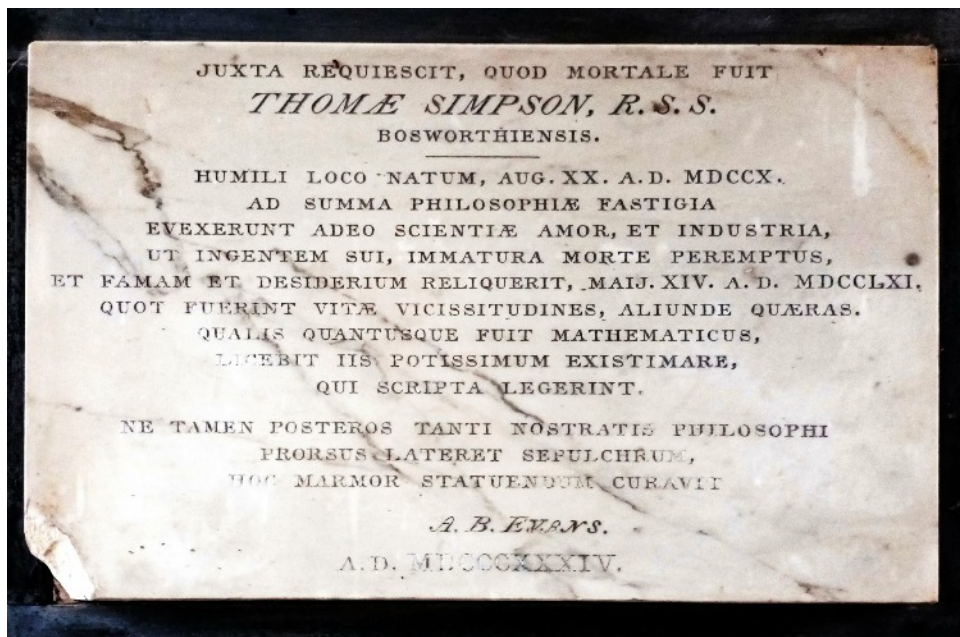 JUXTA REQUIESCIT, QUOD MORTALE FUIT
THOMÆ SIMPSON, R. S. S.
BOSWORTHIENSIS.
HUMILI LOCO NATUM, AUG. XX. A. D. MDCCX.
AD SUMMA PHILOSOPHIÆ FASTIGIA
EVEXERUNT ADEO SCIENTIÆ AMOR, ET INDUSTRIA,
UT INGENTEM SUI, IMMATURA MORTE PEREMPTUS,
ET FAMAM ET DESIDERIUM RELIQUERIT, MAIJ. XIV. A. D. MDCCLXI.
QUOT FUERINT VITÆ VICISSITUDINES, ALIUNDE QUÆRAS.
QUALIS QUANTUSQUE FUIT MATHEMATICUS,
LICEBIT IIS POTISSIMUM EXISTIMARE,
QUI SCRIPTA LEGERINT.
NE TAMEN POSTEROS TANTI NOSTRATIS PHILOSOPHI
PRORSUS LATERET SEPULCHRUM,
HOC MARMOR STATUENDUM CURAVIT
A. B. EVANS.
A. D. MDCCCXXXIV.